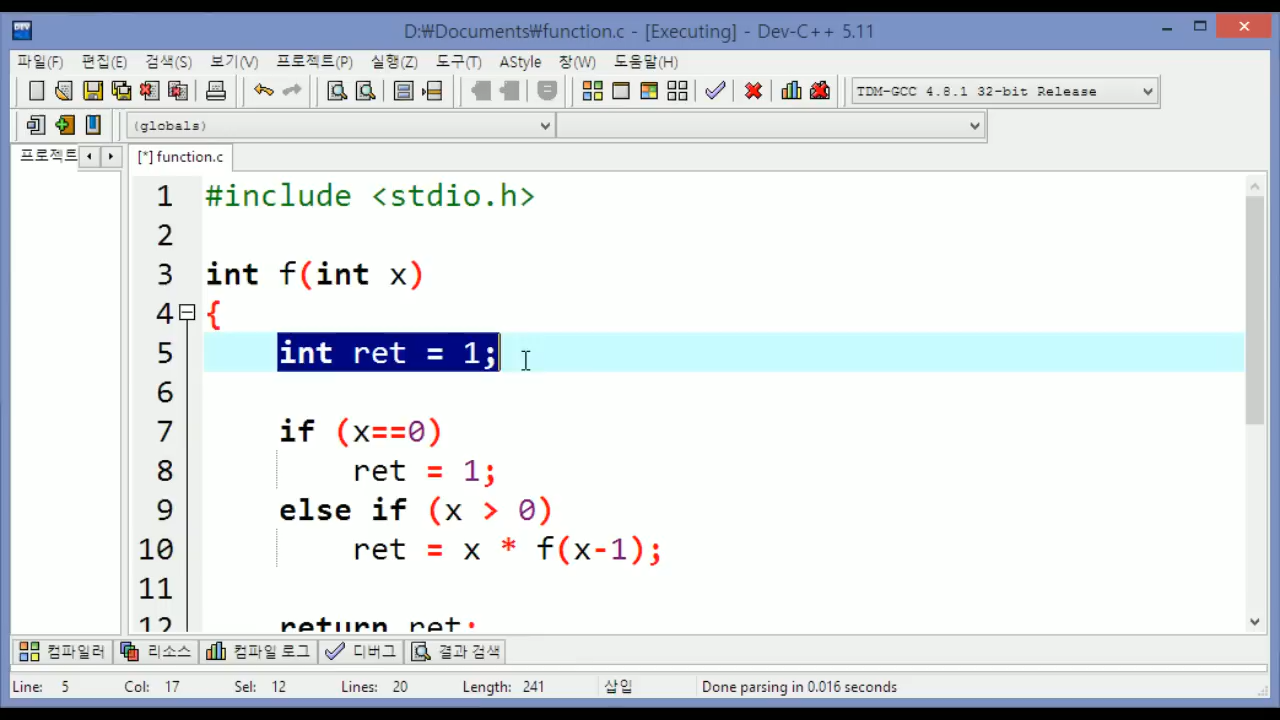 DEV
D:\Documents\function.c - [Executing] - Dev-C++ 5.11
파일(F) 편집(E) 검색(S) 보기(V) 프로젝트(P) 실행(Z) 도구(T) AStyle 창(W) 도움말(H)
TDM-GCC 4.8.1 32-bit Release
(globals)
프로젝트
[*] function.c
1 #include <stdio.h>
2
3 int f(int x)
4 {
5 int ret = 1;
6
7 if (x==0)
8 ret = 1;
9 else if (x > 0)
10 ret = x * f(x-1);
11
12 return ret;
컴파일러 리소스 컴파일 로그 디버그 결과 검색
Line: 5 Col: 17 Sel: 12 Lines: 20 Length: 241 삽입 Done parsing in 0.016 seconds